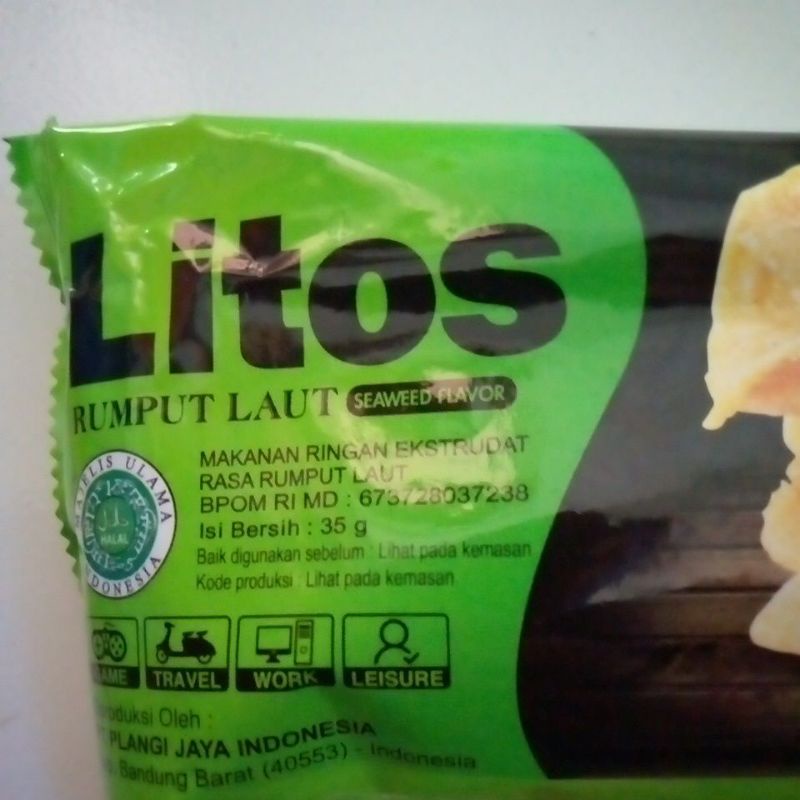 Litos
RUMPUT LAUT SEAWEED FLAVOR
MAKANAN RINGAN EKSTRUDAT
RASA RUMPUT LAUT
BPOM RI MD : 673728037238
Isi Bersih : 35 g
Baik digunakan sebelum : Lihat pada kemasan
Kode produksi : Lihat pada kemasan
MAJELIS ULAMA
HALAL
INDONESIA
TRAVEL WORK LEISURE
Oleh :
PLANGI JAYA INDONESIA
Bandung Barat (40553) - Indonesia